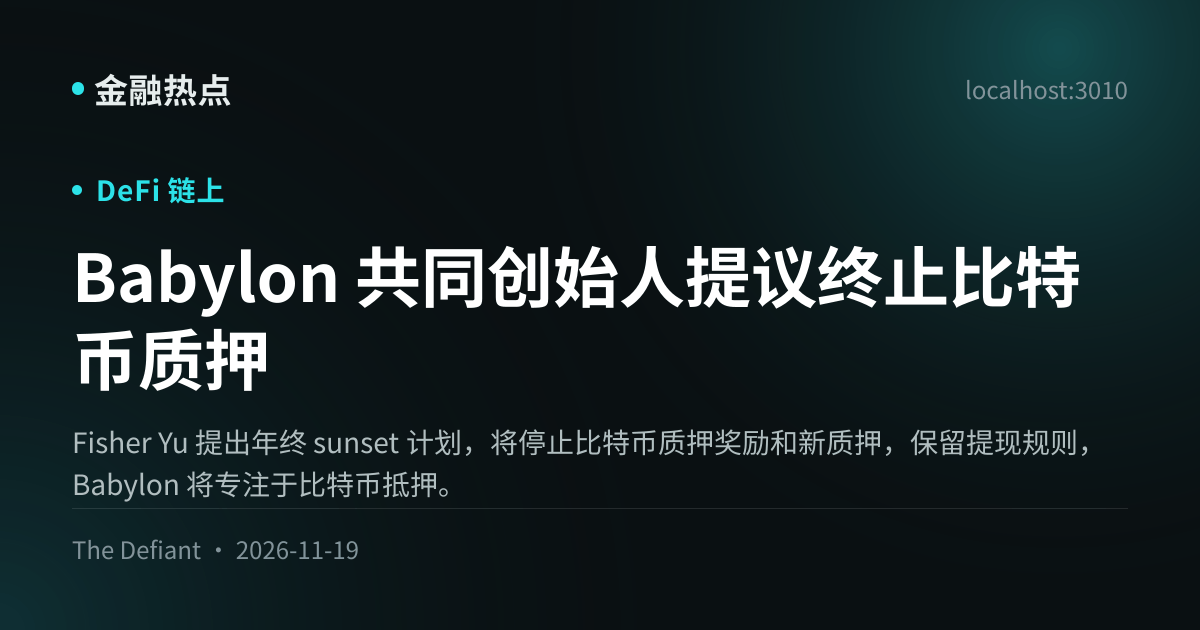 金融热点
localhost:3010
DeFi 链上
Babylon 共同创始人提议终止比特
币质押
Fisher Yu 提出年终 sunset 计划，将停止比特币质押奖励和新质押，保留提现规则，
Babylon 将专注于比特币抵押。
The Defiant · 2026-11-19